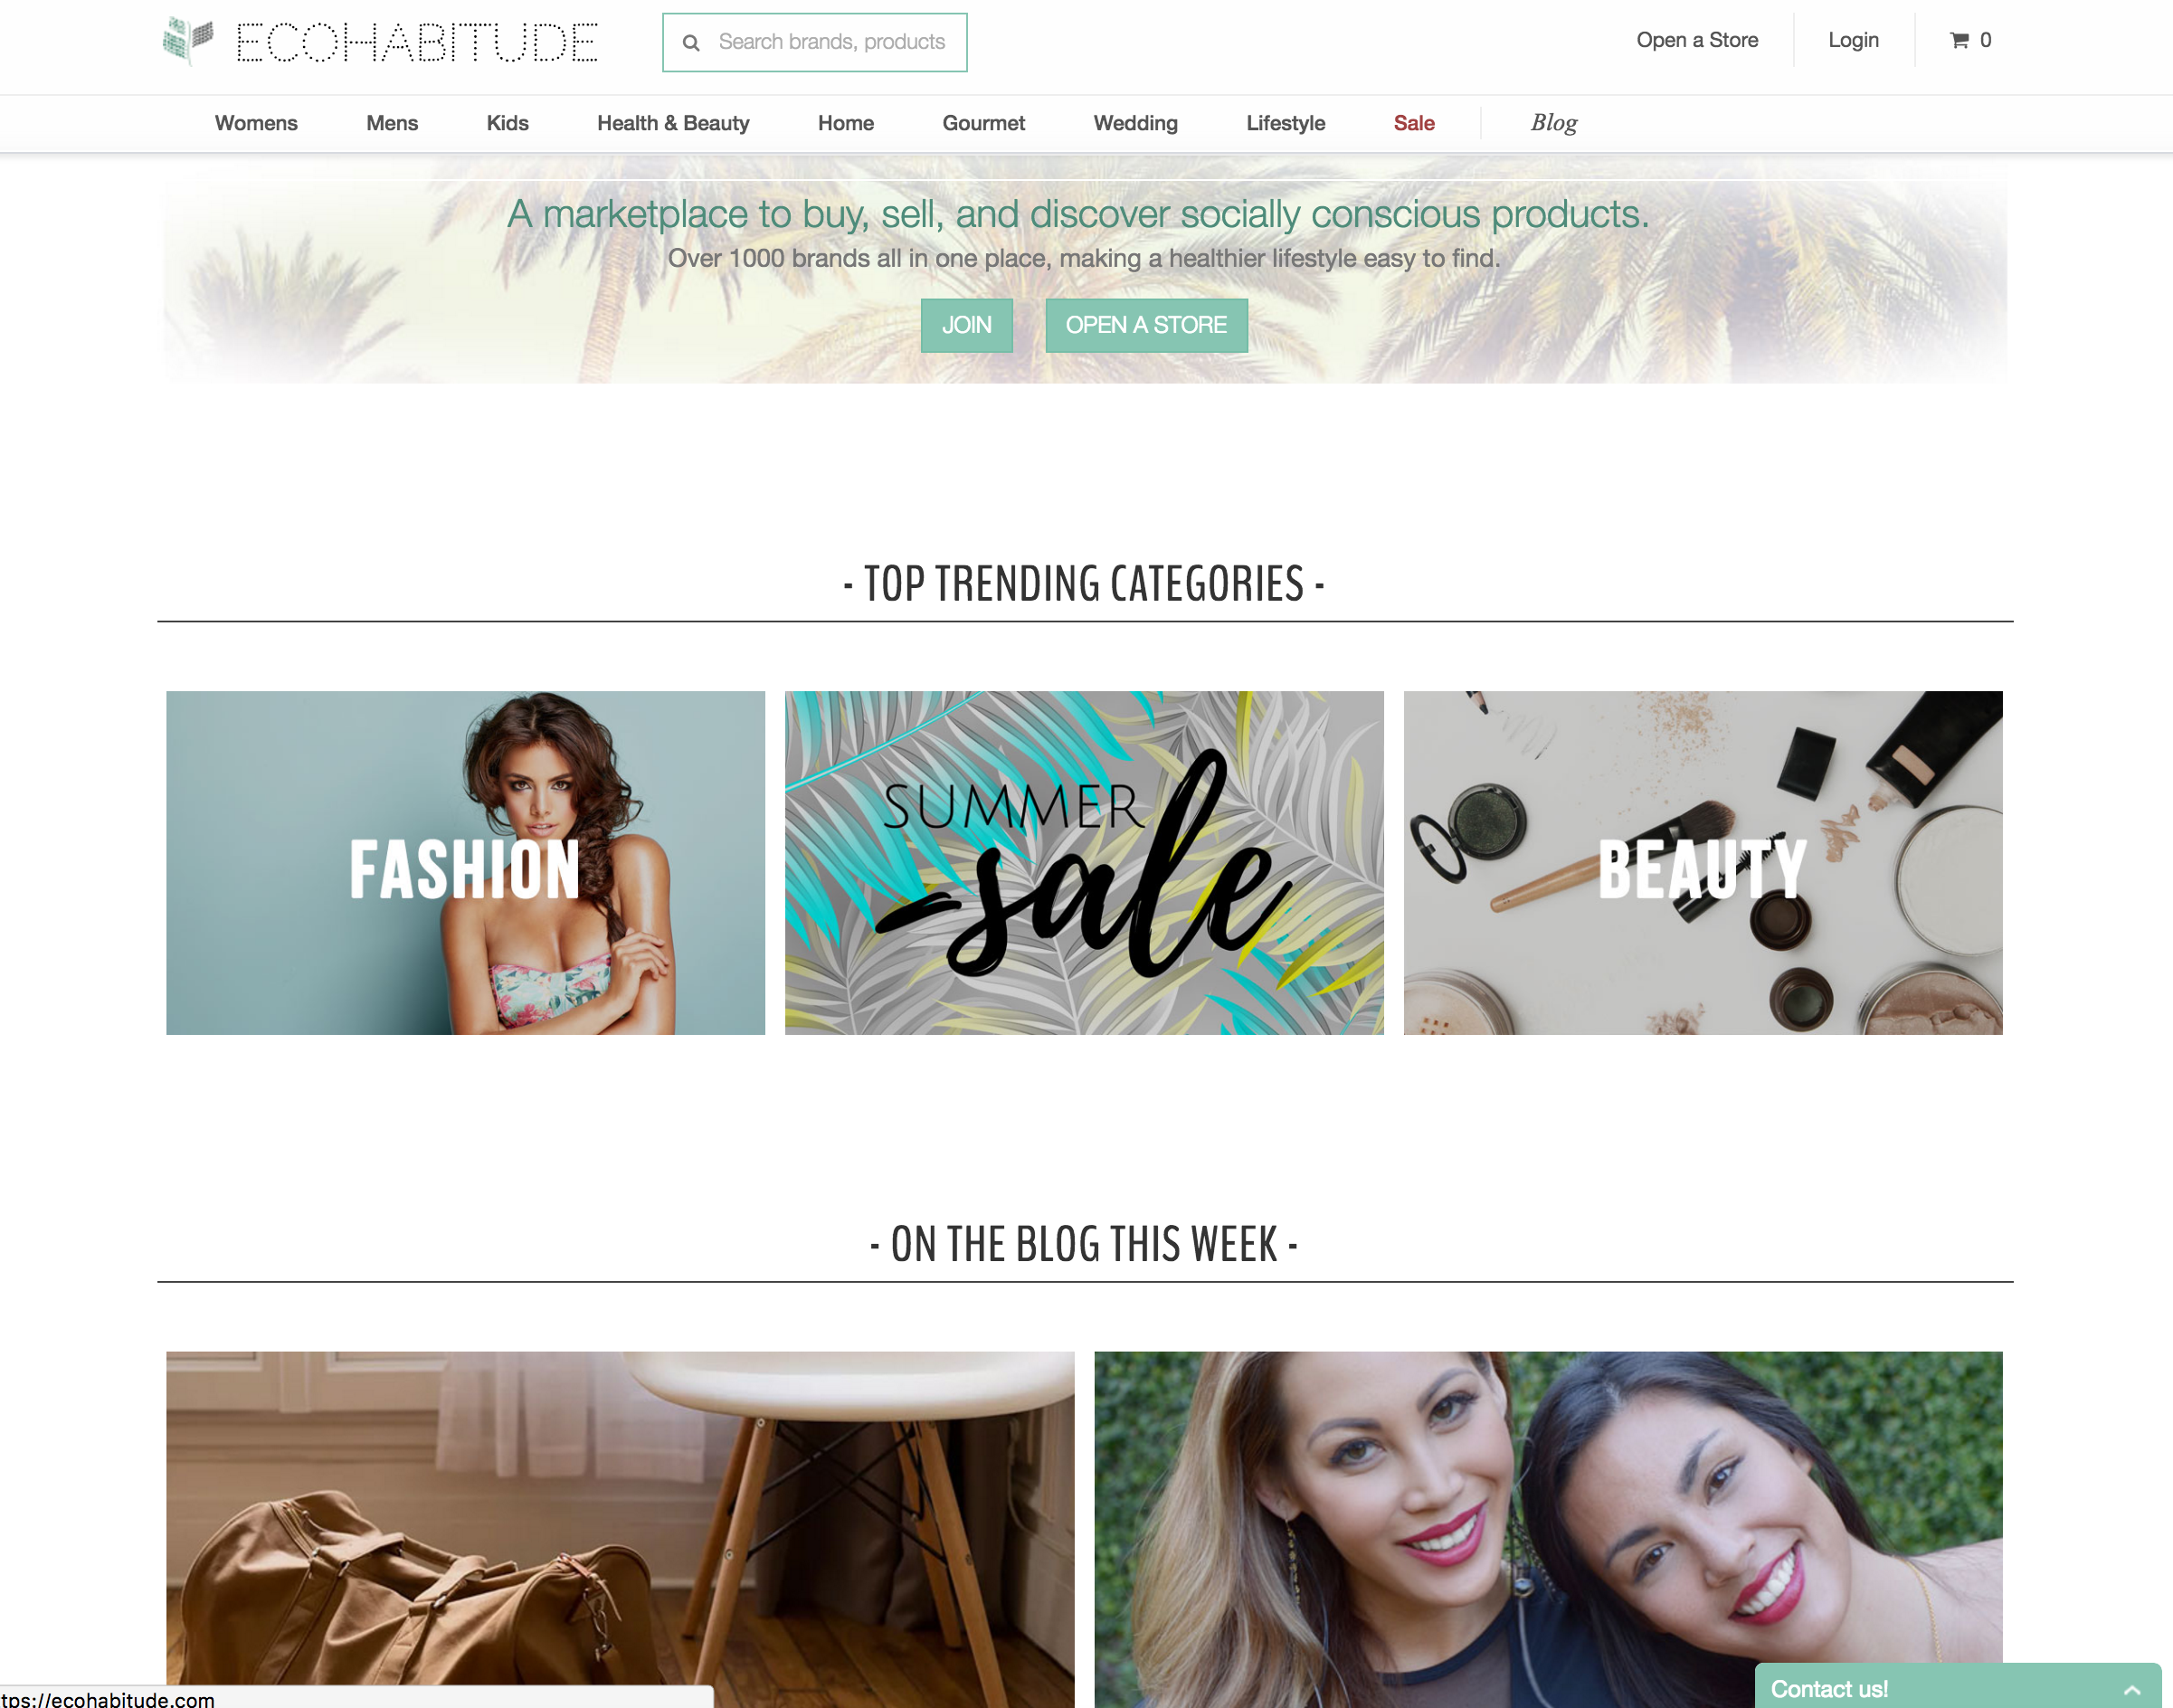 ECOHABITUDE
Search brands, products
Open a Store
Login
0
Womens
Mens
Kids
Health & Beauty
Home
Gourmet
Wedding
Lifestyle
Sale
Blog
A marketplace to buy, sell, and discover socially conscious products.
Over 1000 brands all in one place, making a healthier lifestyle easy to find.
JOIN
OPEN A STORE
- TOP TRENDING CATEGORIES -
FASHION
SUMMER
-sale
BEAUTY
- ON THE BLOG THIS WEEK -
tps://ecohabitude.com
Contact us!